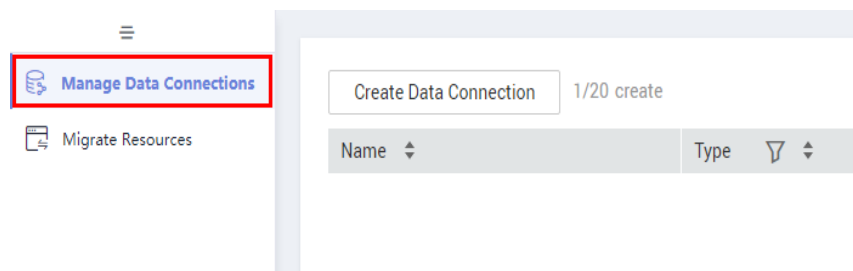 Manage Data Connections
Migrate Resources
Create Data Connection 1/20 create
Name Type